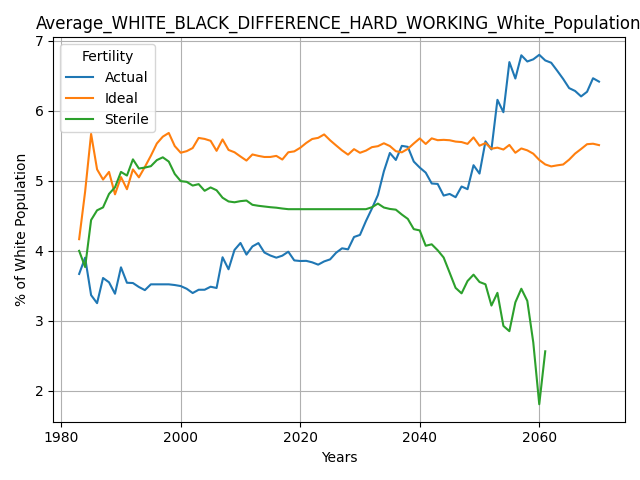 Average_WHITE_BLACK_DIFFERENCE_HARD_WORKING_White_Population
7
6
5
4
3
2
% of White Population
Fertility
Actual
Ideal
Sterile
1980
2000
2020
2040
2060
Years